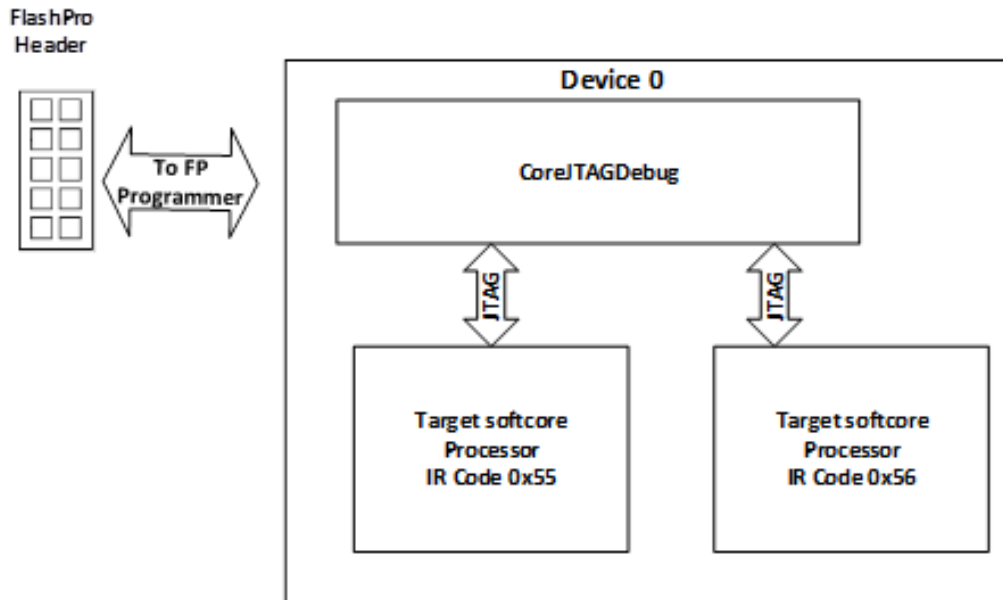 FlashPro
Header
Device 0
CoreJTAGDebug
To FP
Programmer
JTAG
JTAG
Target softcore
Processor
IR Code 0x55
Target softcore
Processor
IR Code 0x56